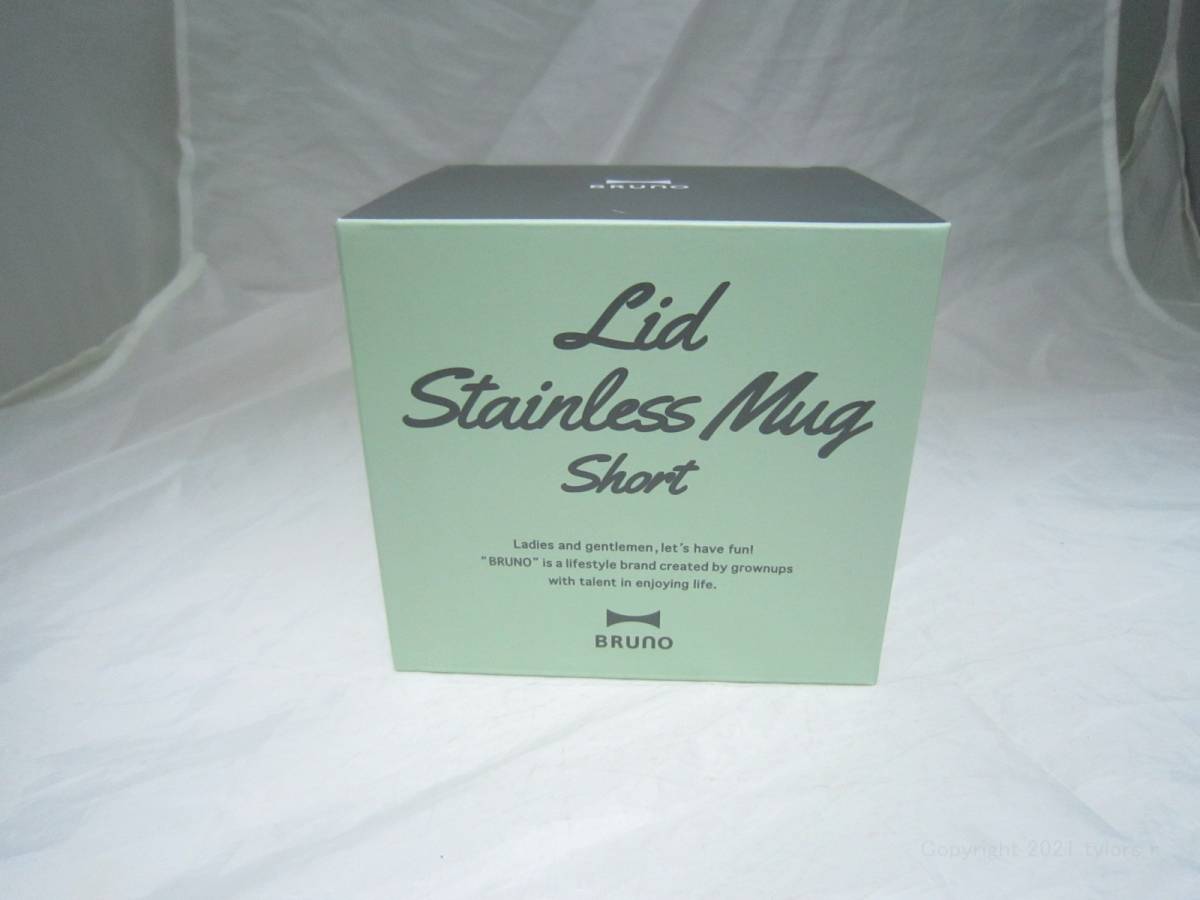 BRUNO
Lid
Stainless Mug
Short
Ladies and gentlemen, let's have fun!
"BRUNO" is a lifestyle brand created by grownups
with talent in enjoying life.
BRUNO
Copyright 2021 tylors